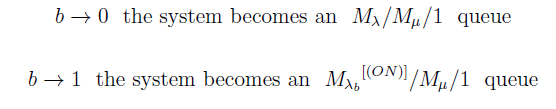 b → 0 the system becomes an M_λ/M_μ/1 queue
b → 1 the system becomes an M_{λ_b}^{[(ON)]}/M_μ/1 queue